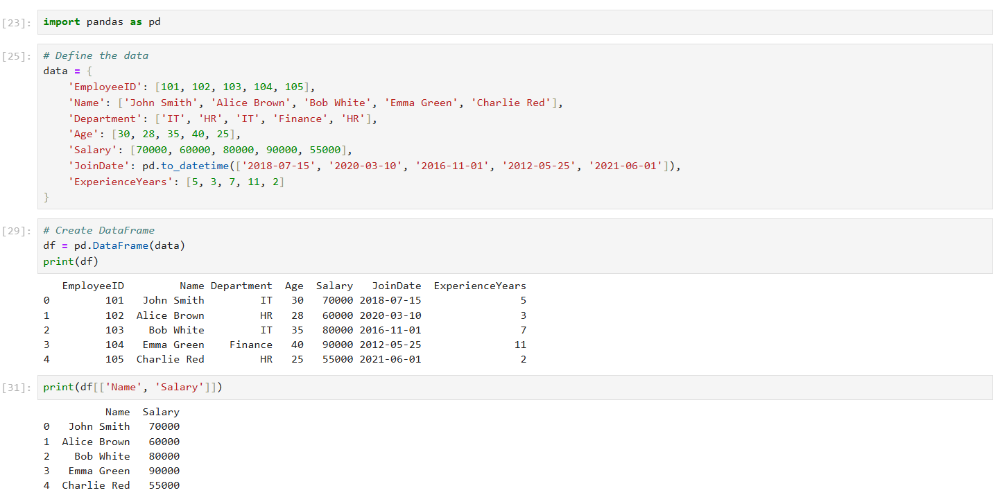 [23]: import pandas as pd
[25]: # Define the data
data = {
    'EmployeeID': [101, 102, 103, 104, 105],
    'Name': ['John Smith', 'Alice Brown', 'Bob White', 'Emma Green', 'Charlie Red'],
    'Department': ['IT', 'HR', 'IT', 'Finance', 'HR'],
    'Age': [30, 28, 35, 40, 25],
    'Salary': [70000, 60000, 80000, 90000, 55000],
    'JoinDate': pd.to_datetime(['2018-07-15', '2020-03-10', '2016-11-01', '2012-05-25', '2021-06-01']),
    'ExperienceYears': [5, 3, 7, 11, 2]
}
[29]: # Create DataFrame
df = pd.DataFrame(data)
print(df)
   EmployeeID         Name Department  Age  Salary   JoinDate  ExperienceYears
0         101   John Smith         IT   30   70000 2018-07-15                5
1         102  Alice Brown         HR   28   60000 2020-03-10                3
2         103    Bob White         IT   35   80000 2016-11-01                7
3         104   Emma Green    Finance   40   90000 2012-05-25               11
4         105  Charlie Red         HR   25   55000 2021-06-01                2
[31]: print(df[['Name', 'Salary']])
          Name  Salary
0   John Smith   70000
1  Alice Brown   60000
2    Bob White   80000
3   Emma Green   90000
4  Charlie Red   55000